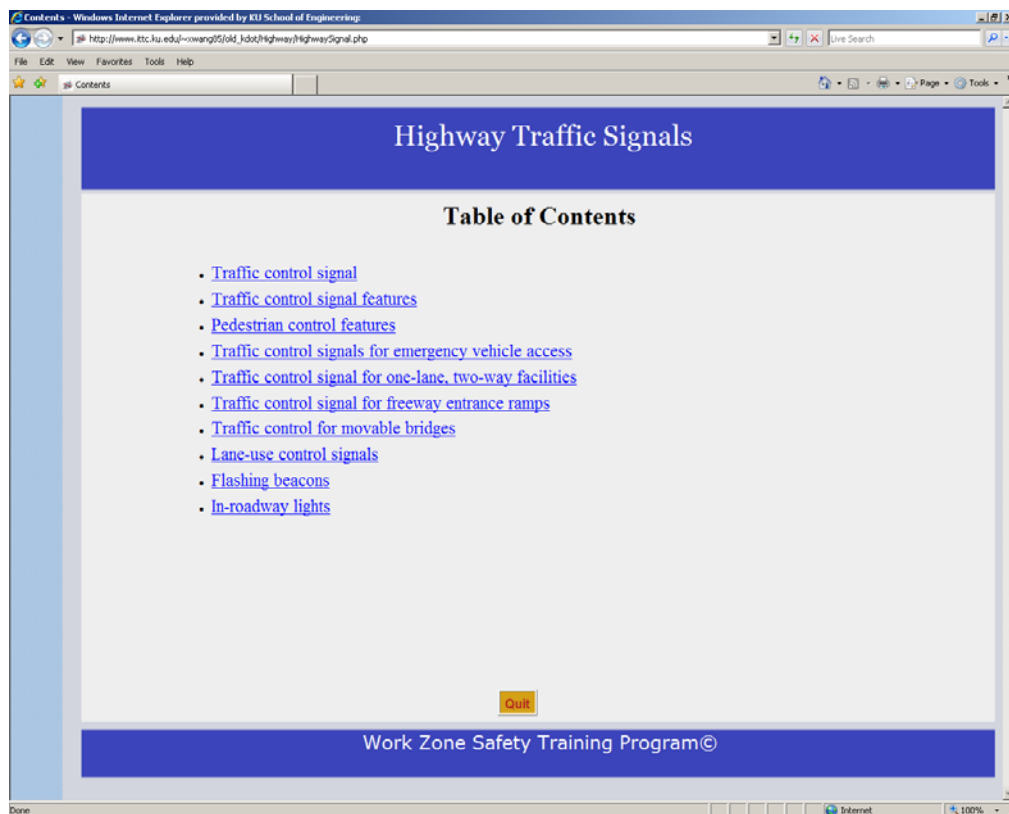 Contents - Windows Internet Explorer provided by KU School of Engineering:
http://www.ittc.ku.edu/~xwang05/old_kdot/Highway/HighwaySignal.php
Live Search
File Edit View Favorites Tools Help
Contents
Page
Tools
Highway Traffic Signals
Table of Contents
Traffic control signal
Traffic control signal features
Pedestrian control features
Traffic control signals for emergency vehicle access
Traffic control signal for one-lane, two-way facilities
Traffic control signal for freeway entrance ramps
Traffic control for movable bridges
Lane-use control signals
Flashing beacons
In-roadway lights
Quit
Work Zone Safety Training Program©
Done
Internet
100%